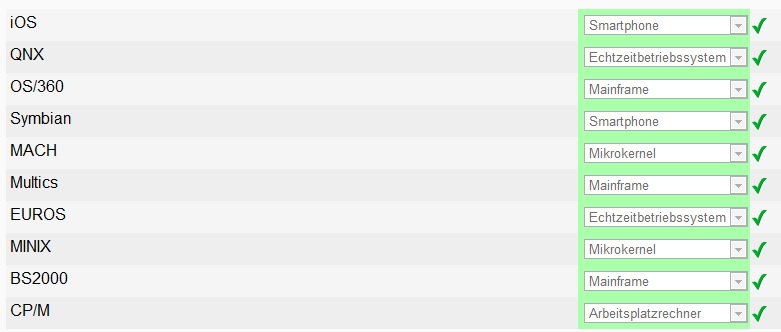 iOS Smartphone
QNX Echtzeitbetriebssystem
OS/360 Mainframe
Symbian Smartphone
MACH Mikrokernel
Multics Mainframe
EUROS Echtzeitbetriebssystem
MINIX Mikrokernel
BS2000 Mainframe
CP/M Arbeitsplatzrechner